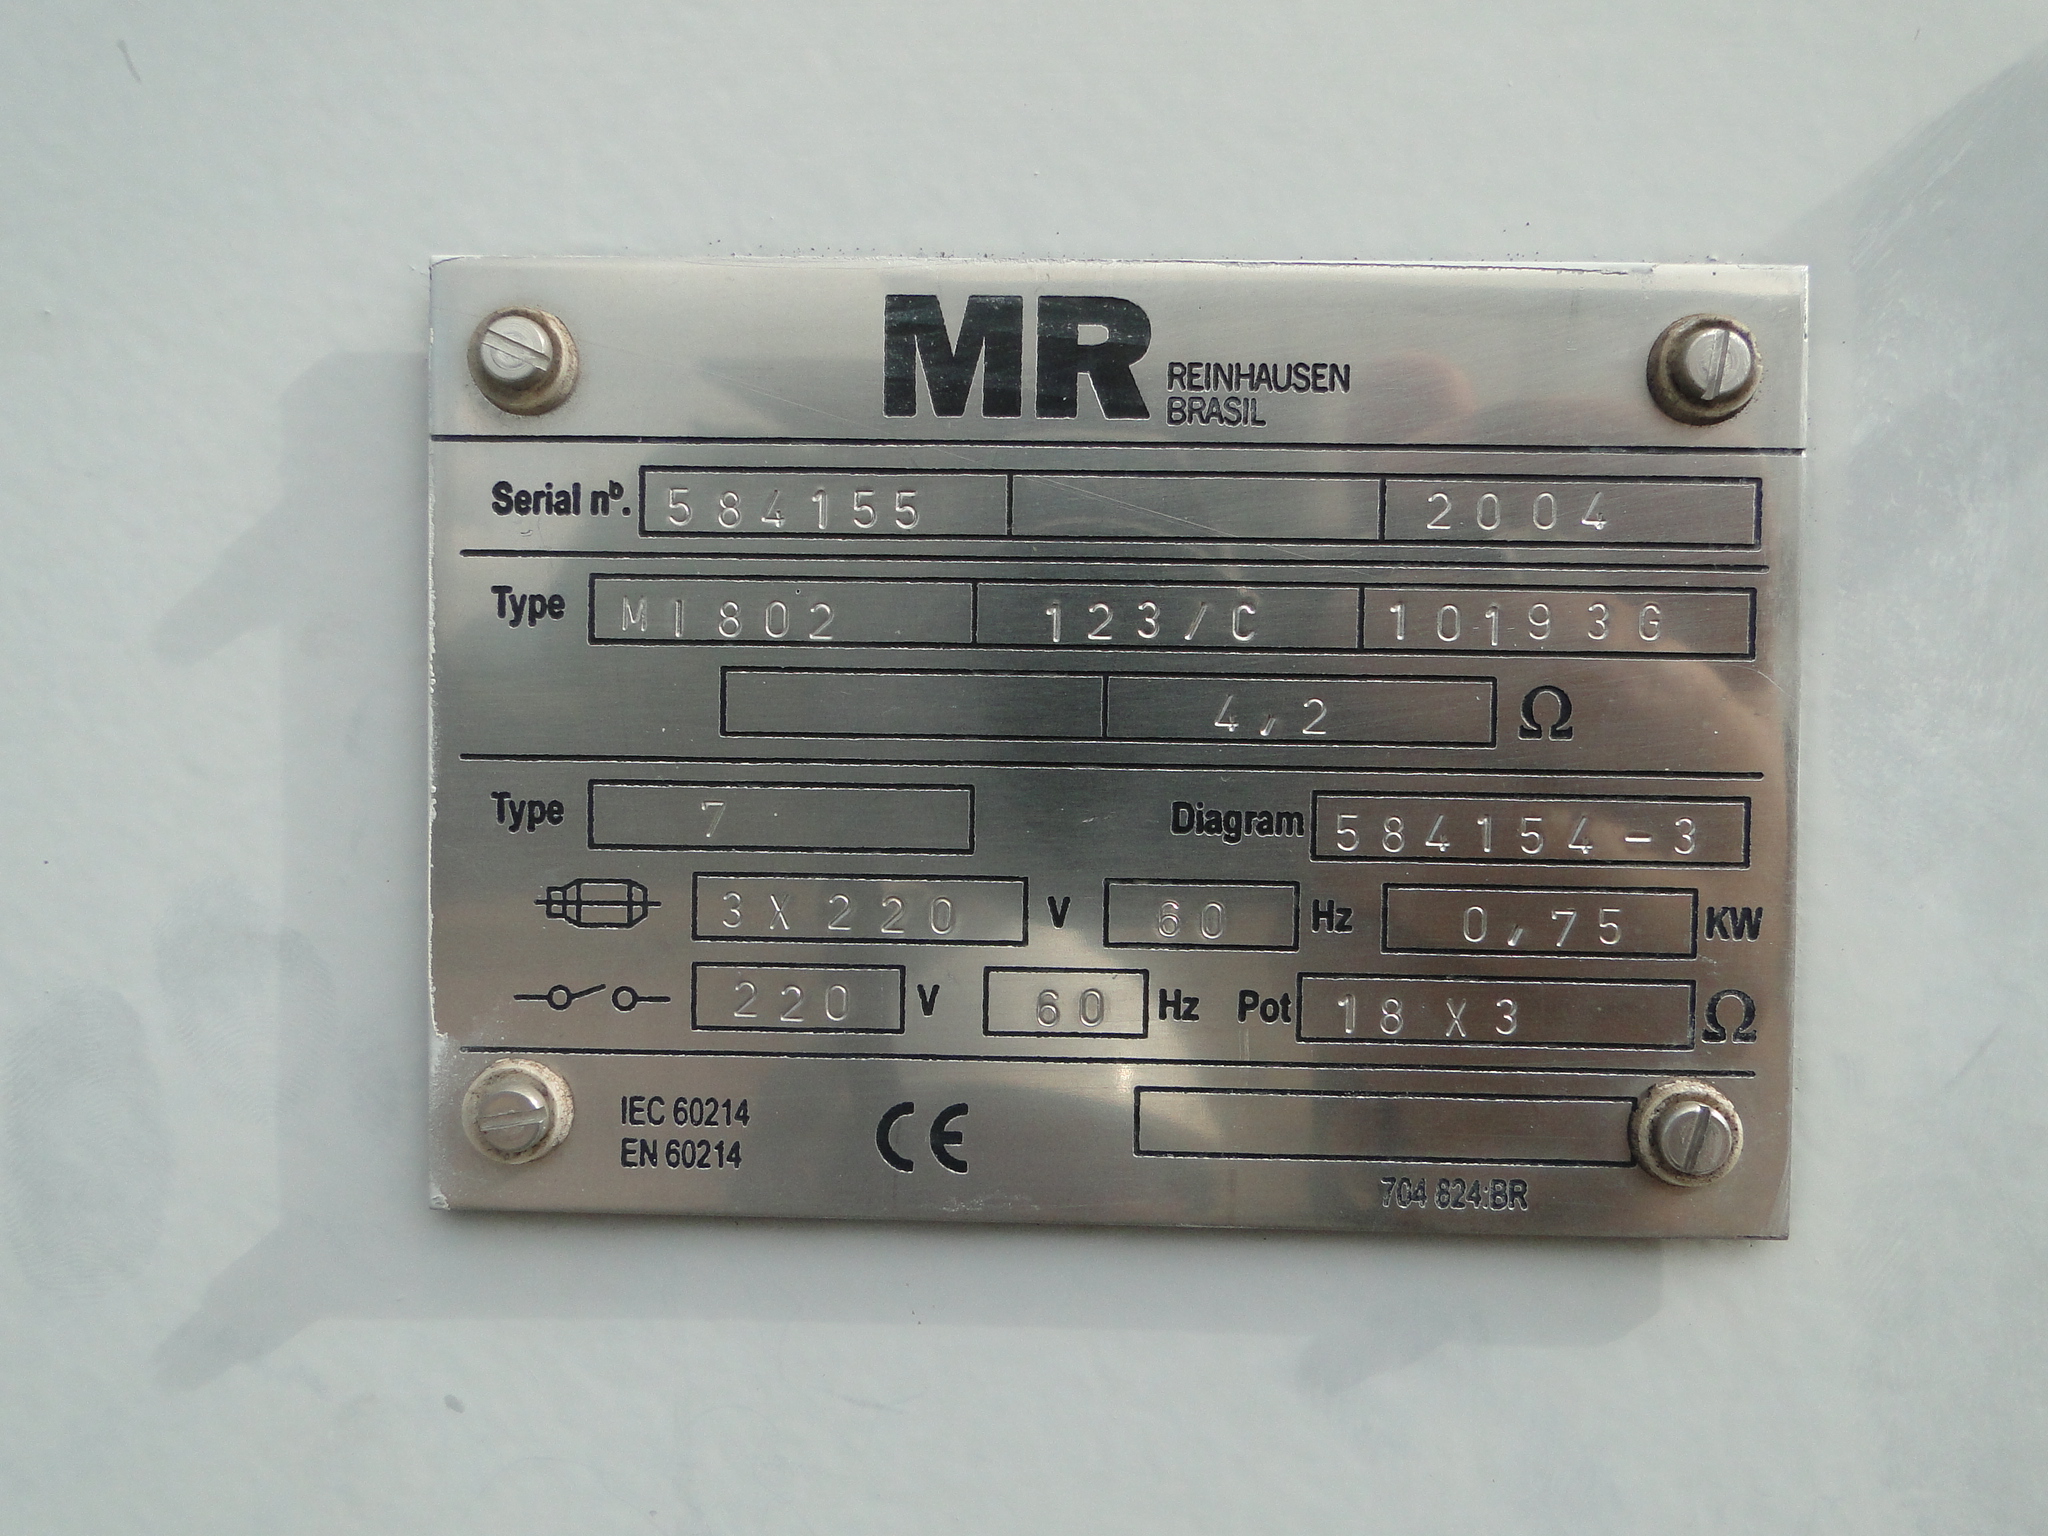 MR REINHAUSEN
BRASIL
Serial nº. 584155 2004
Type MI802 123/C 10193G
4,2 Ω
Type 7 Diagram 584154-3
3X220 V 60 Hz 0,75 KW
220 V 60 Hz Pot 18X3 Ω
IEC 60214
EN 60214
CE
704 824:BR